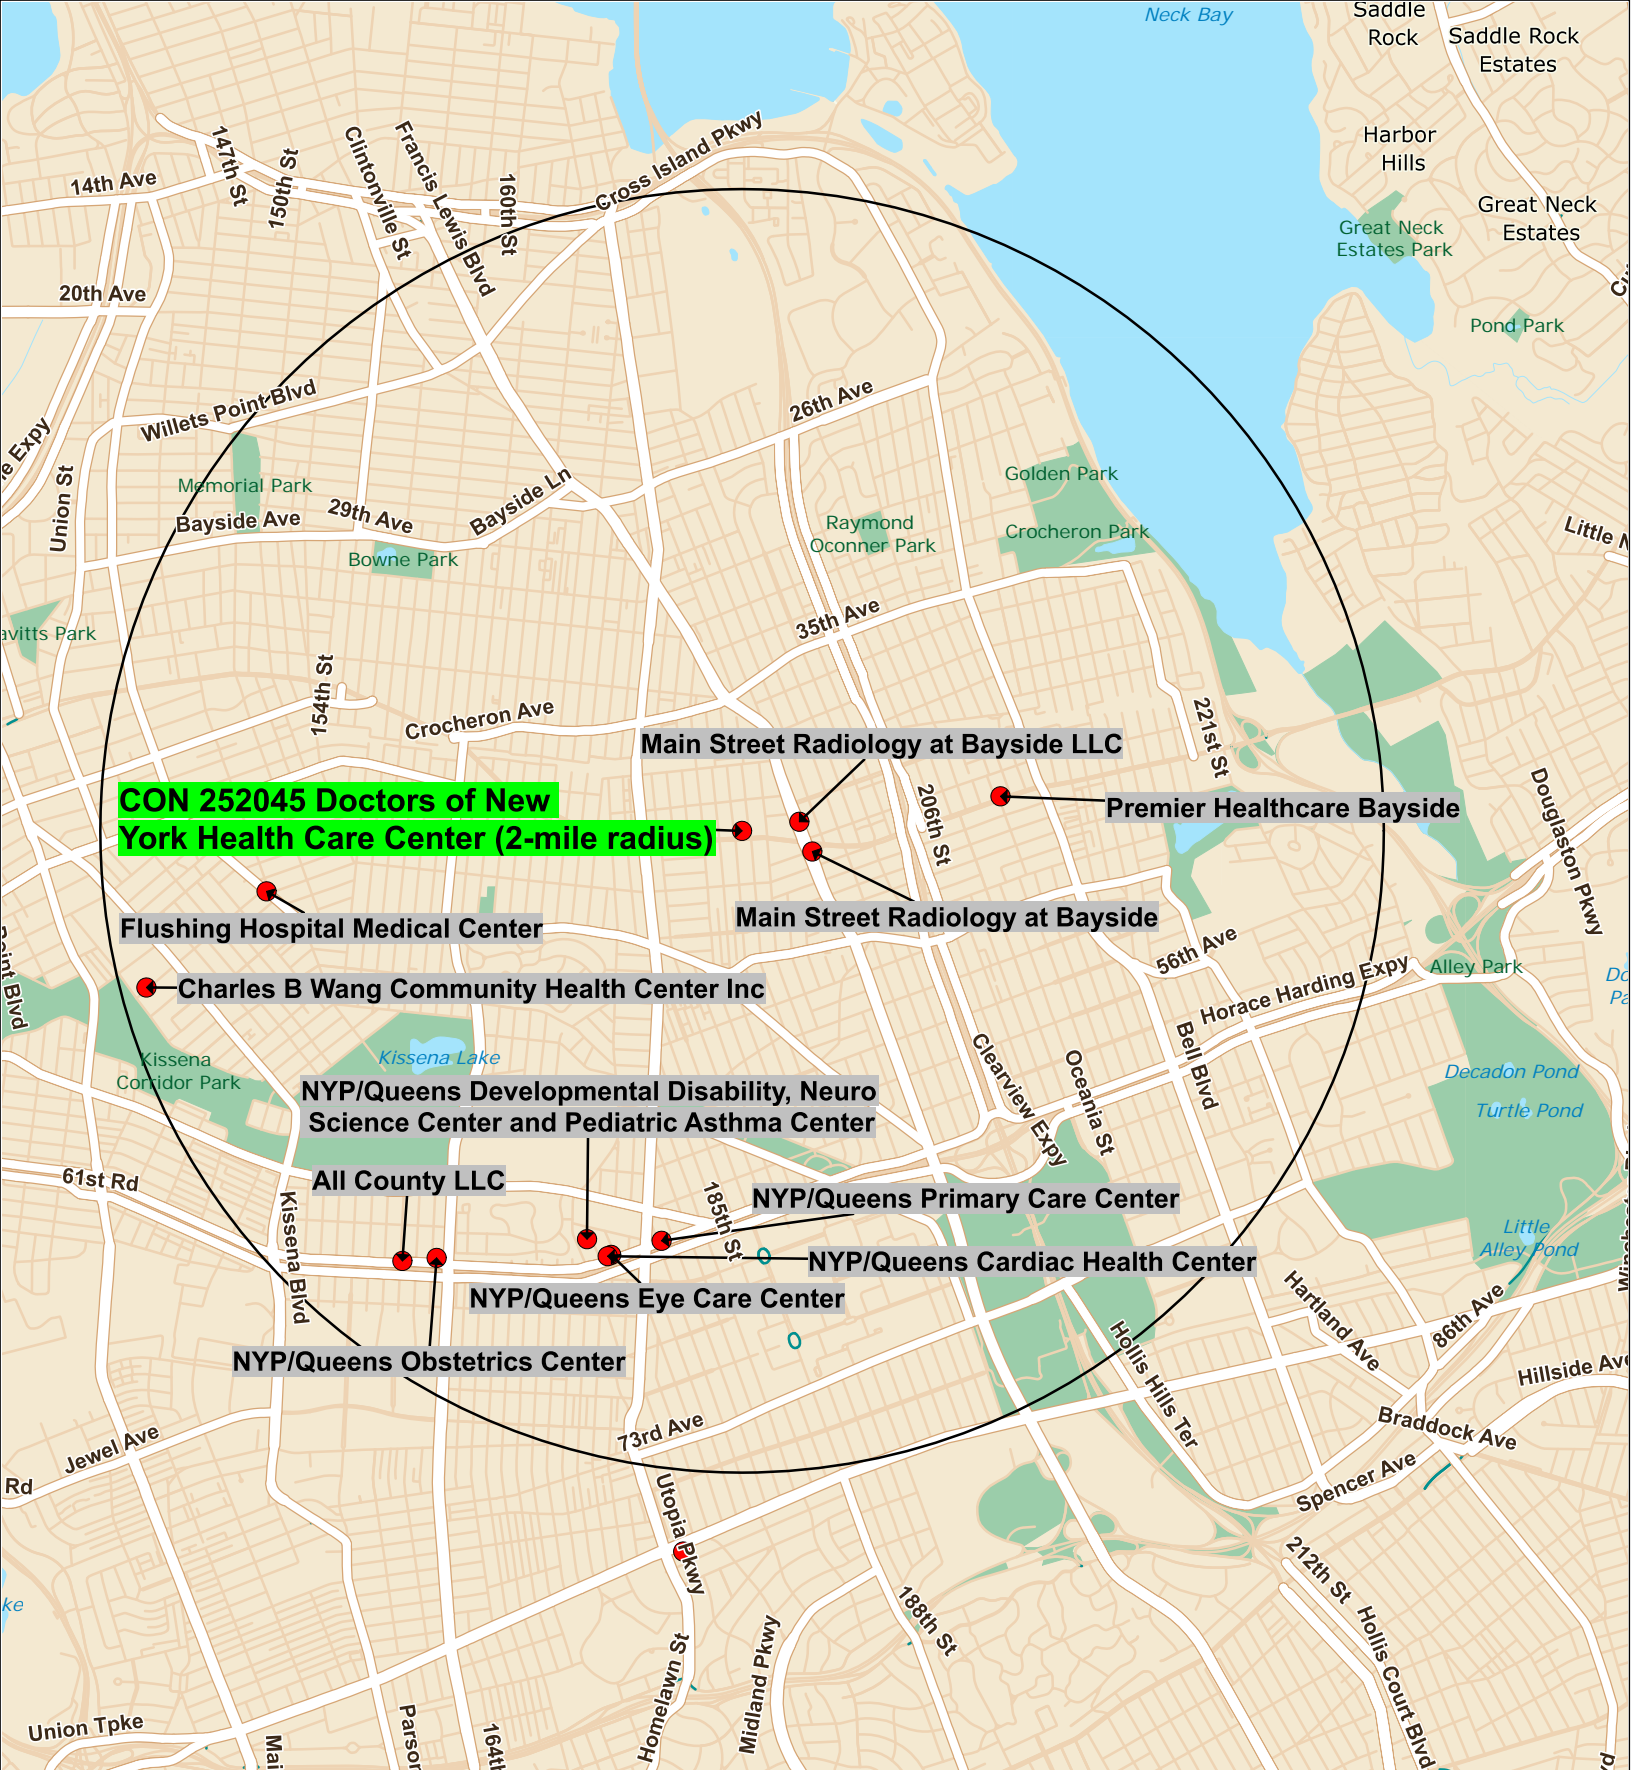 Neck Bay
Saddle
Rock
Saddle Rock
Estates
Harbor
Hills
Great Neck
Estates
Great Neck
Estates Park
Pond Park
Cross Island Pkwy
147th St
150th St
Clintonville St
Francis Lewis Blvd
160th St
14th Ave
20th Ave
Willets Point Blvd
26th Ave
Expy
Union St
Memorial Park
Bayside Ave
29th Ave
Bayside Ln
Bowne Park
Golden Park
Crocheron Park
Raymond
Oconner Park
Little
35th Ave
154th St
Crocheron Ave
221st St
Main Street Radiology at Bayside LLC
CON 252045 Doctors of New
York Health Care Center (2-mile radius)
206th St
Premier Healthcare Bayside
Douglaston Pkwy
Flushing Hospital Medical Center
Main Street Radiology at Bayside
56th Ave
Horace Harding Expy
Alley Park
Charles B Wang Community Health Center Inc
Blvd
Kissena
Corridor Park
Kissena Lake
Clearview Expy
Oceania St
Bell Blvd
Decadon Pond
Turtle Pond
NYP/Queens Developmental Disability, Neuro
Science Center and Pediatric Asthma Center
61st Rd
All County LLC
Kissena Blvd
185th St
NYP/Queens Primary Care Center
NYP/Queens Cardiac Health Center
NYP/Queens Eye Care Center
NYP/Queens Obstetrics Center
Little
Alley Pond
Hartland Ave
86th Ave
Hollis Hills Ter
Hillside Ave
Braddock Ave
Spencer Ave
73rd Ave
Jewel Ave
Rd
Utopia Pkwy
212th St
188th St
Hollis Court Blvd
Midland Pkwy
Homelawn St
Union Tpke